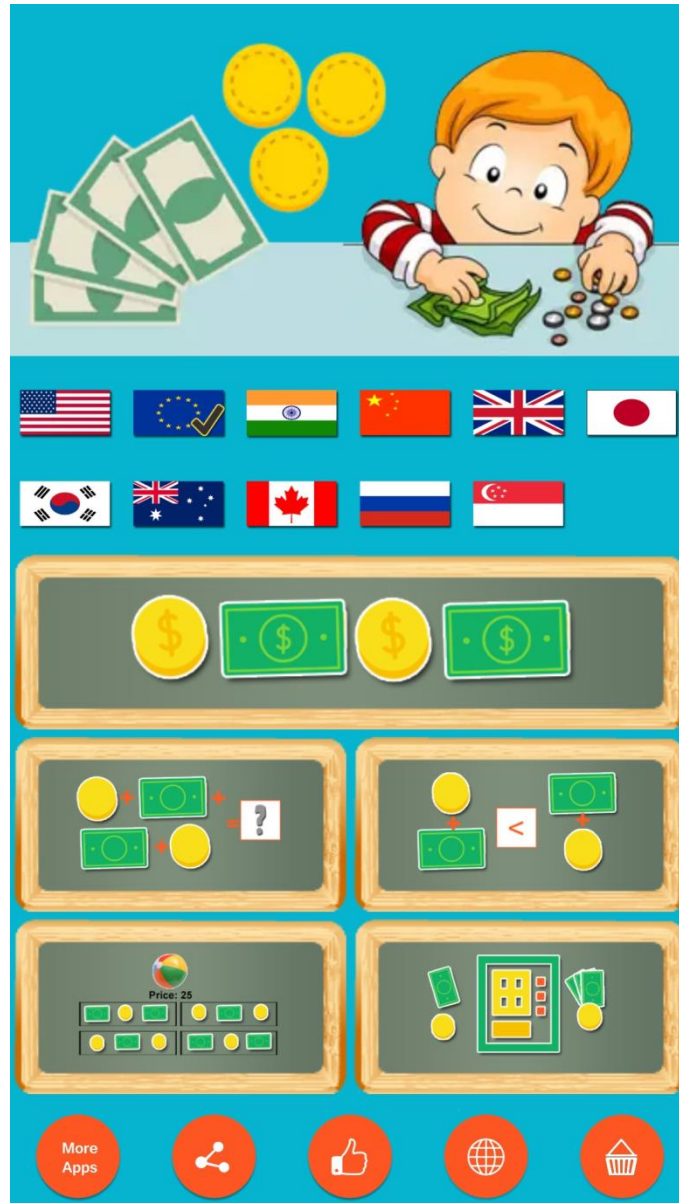 $ $ $ $
+ + = ?
+
+ < +
Price: 25
More
Apps